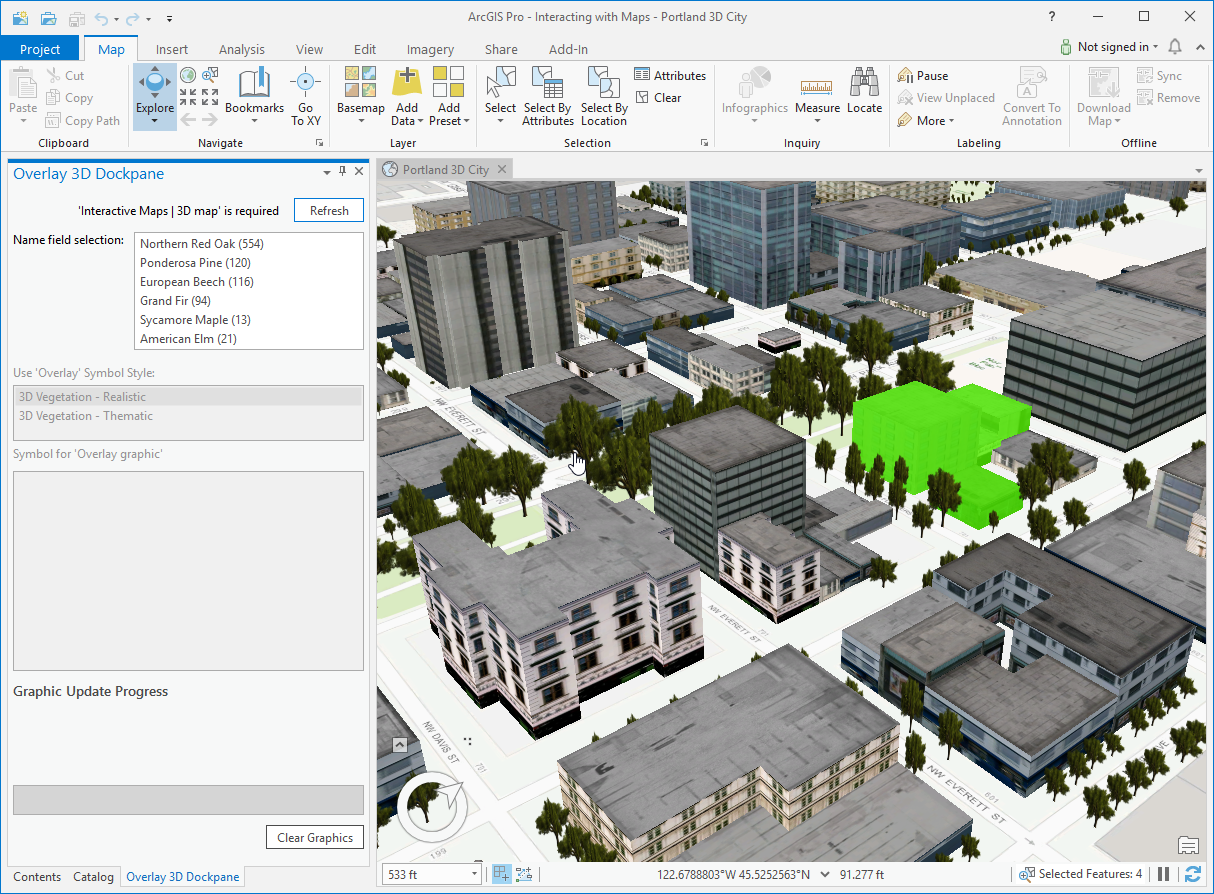 ArcGIS Pro - Interacting with Maps - Portland 3D City
?
Project
Map
Insert
Analysis
View
Edit
Imagery
Share
Add-In
Not signed in
Paste
Cut
Copy
Copy Path
Clipboard
Explore
Bookmarks
Go
To XY
Navigate
Basemap
Add
Data
Add
Preset
Layer
Select
Select By
Attributes
Select By
Location
Attributes
Clear
Selection
Infographics
Measure
Locate
Inquiry
Pause
View Unplaced
More
Convert To
Annotation
Labeling
Download
Map
Sync
Remove
Offline
Overlay 3D Dockpane
'Interactive Maps | 3D map' is required
Refresh
Name field selection:
Northern Red Oak (554)
Ponderosa Pine (120)
European Beech (116)
Grand Fir (94)
Sycamore Maple (13)
American Elm (21)
Use 'Overlay' Symbol Style:
3D Vegetation - Realistic
3D Vegetation - Thematic
Symbol for 'Overlay graphic'
Graphic Update Progress
Clear Graphics
Contents
Catalog
Overlay 3D Dockpane
Portland 3D City
NW EVERETT ST
NW EVERETT ST
701
NW DAVIS ST
701
NW EVERETT ST
601
199
533 ft
122.6788803°W 45.5252563°N
91.277 ft
Selected Features: 4